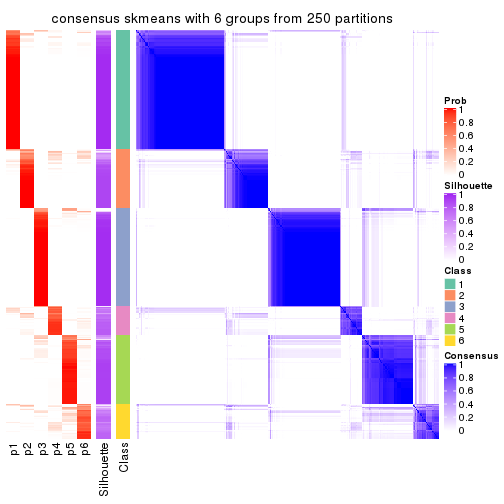 consensus skmeans with 6 groups from 250 partitions
Prob
1
0.8
0.6
0.4
0.2
0
Silhouette
1
0.8
0.6
0.4
0.2
0
Class
1
2
3
4
5
6
Consensus
1
0.8
0.6
0.4
0.2
0
p1
p2
p3
p4
p5
p6
Silhouette
Class